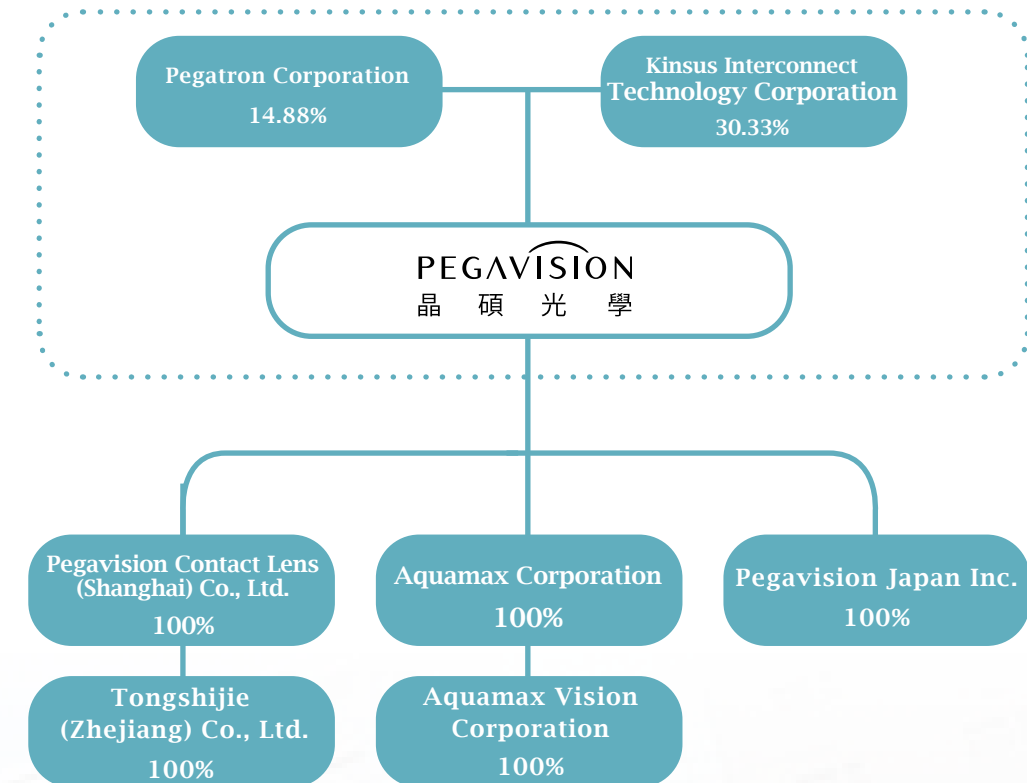 Pegatron Corporation
14.88%
Kinsus Interconnect
Technology Corporation
30.33%
PEGAVISION
晶碩光學
Pegavision Contact Lens
(Shanghai) Co., Ltd.
100%
Aquamax Corporation
100%
Pegavision Japan Inc.
100%
Tongshijie
(Zhejiang) Co., Ltd.
100%
Aquamax Vision
Corporation
100%